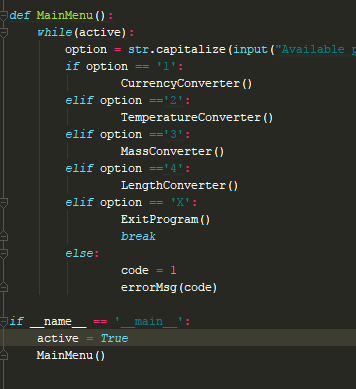 def MainMenu():
while(active):
option = str.capitalize(input("Available
if option == '1':
CurrencyConverter()
elif option =='2':
TemperatureConverter()
elif option =='3':
MassConverter()
elif option =='4':
LengthConverter()
elif option == 'X':
ExitProgram()
break
else:
code = 1
errorMsg(code)
if __name__ == '__main__':
active = True
MainMenu()